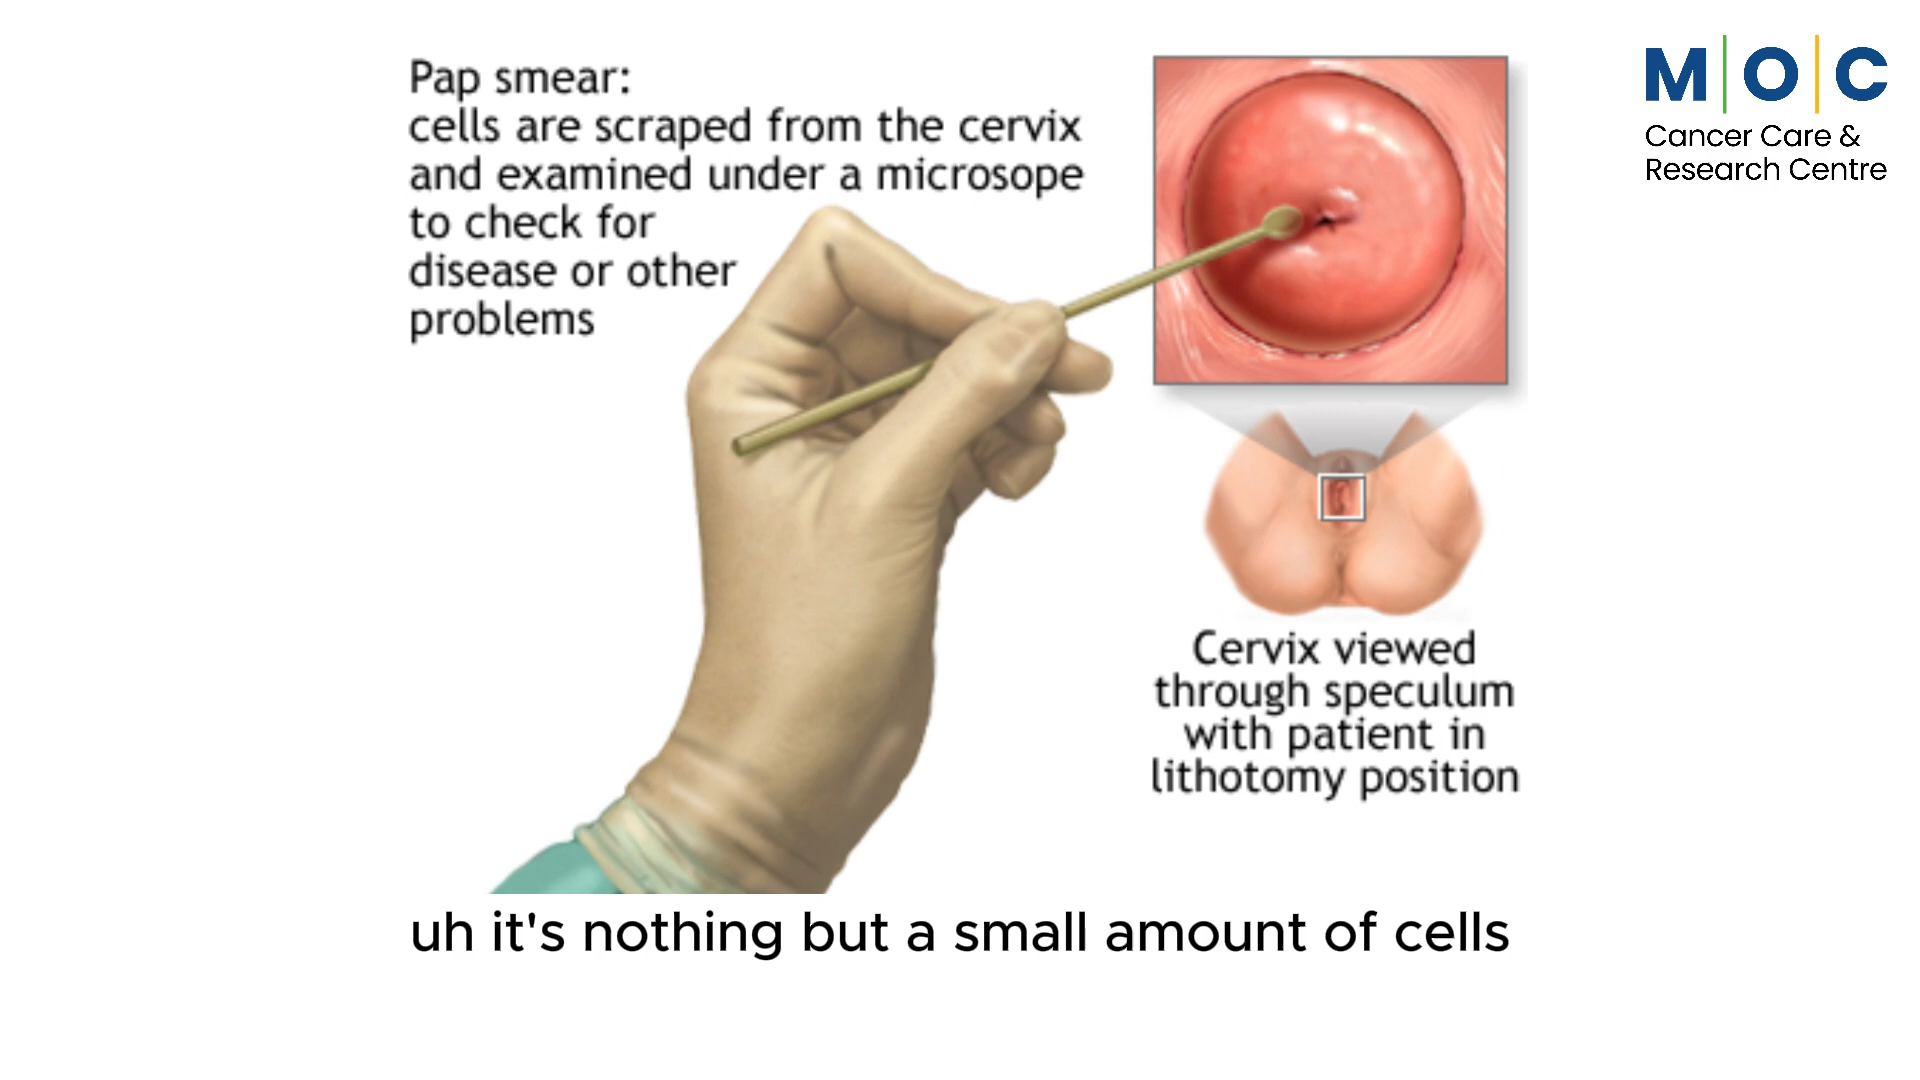 Pap smear:
cells are scraped from the cervix
and examined under a microsope
to check for
disease or other
problems
M|O|C
Cancer Care &
Research Centre
Cervix viewed
through speculum
with patient in
lithotomy position
uh it's nothing but a small amount of cells